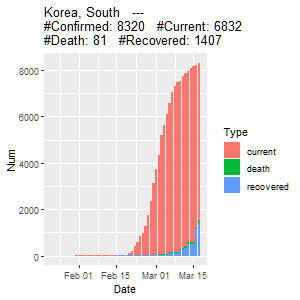 Korea, South   ---
#Confirmed: 8320   #Current: 6832
#Death: 81   #Recovered: 1407
Num
8000
6000
4000
2000
0
Feb 01   Feb 15   Mar 01   Mar 15
Date
Type
current
death
recovered